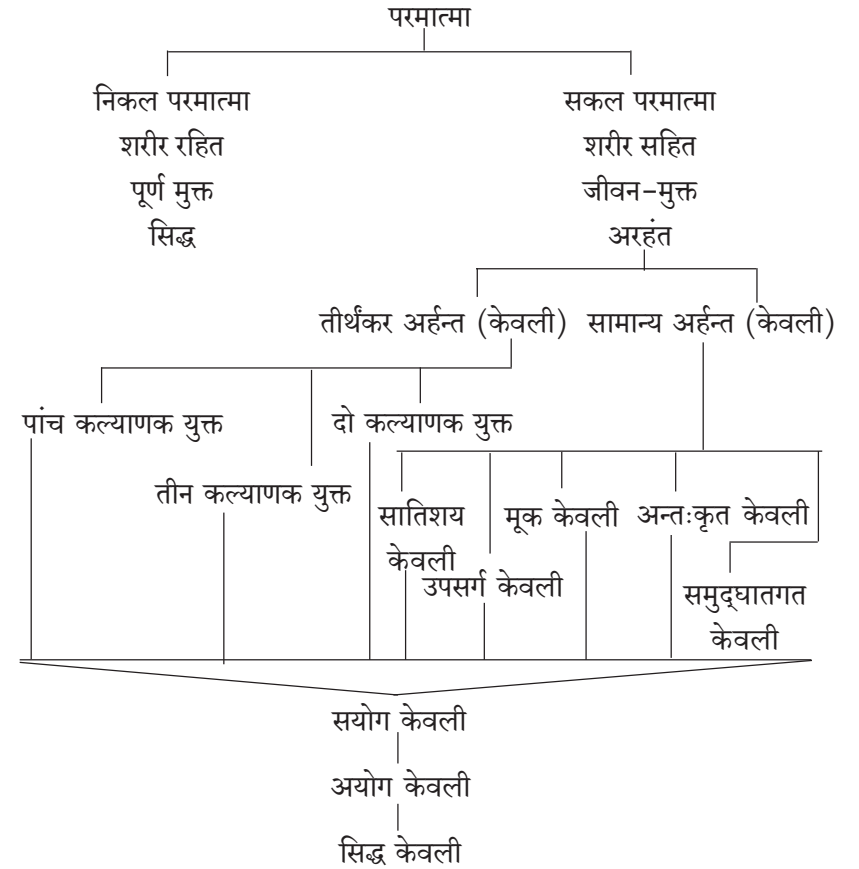 परमात्मा
निकल परमात्मा
शरीर रहित
पूर्ण मुक्त
सिद्ध
सकल परमात्मा
शरीर सहित
जीवन-मुक्त
अरहंत
तीर्थंकर अर्हन्त (केवली)
सामान्य अर्हन्त (केवली)
पांच कल्याणक युक्त
तीन कल्याणक युक्त
दो कल्याणक युक्त
सातिशय
केवली
उपसर्ग केवली
मूक केवली
अन्तःकृत केवली
समुद्घातगत
केवली
सयोग केवली
अयोग केवली
सिद्ध केवली